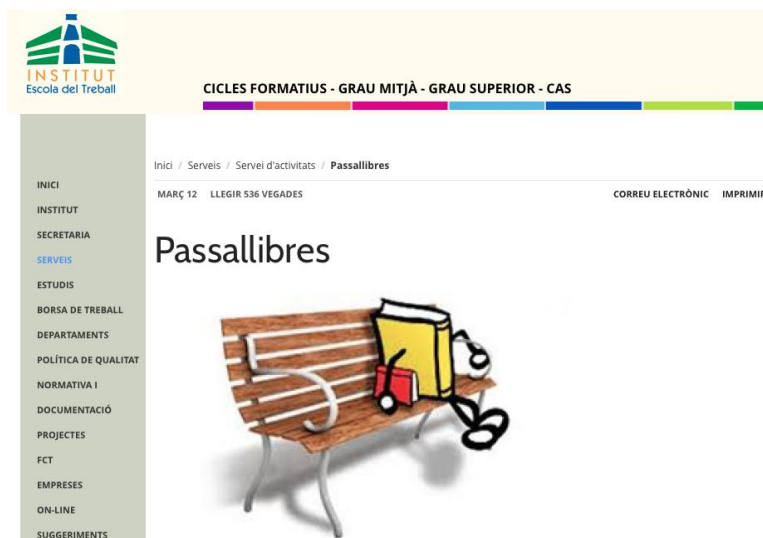 INSTITUT
Escola del Treball
CICLES FORMATIUS - GRAU MITJÀ - GRAU SUPERIOR - CAS
Inici / Serveis / Servei d'activitats / Passallibres
MARÇ 12 LLEGIR 536 VEGADES CORREU ELECTRÒNIC IMPRIMIR
Passallibres
INICI
INSTITUT
SECRETARIA
SERVEIS
ESTUDIS
BORSA DE TREBALL
DEPARTAMENTS
POLÍTICA DE QUALITAT
NORMATIVA I
DOCUMENTACIÓ
PROJECTES
FCT
EMPRESES
ON-LINE
SUGGERIMENTS